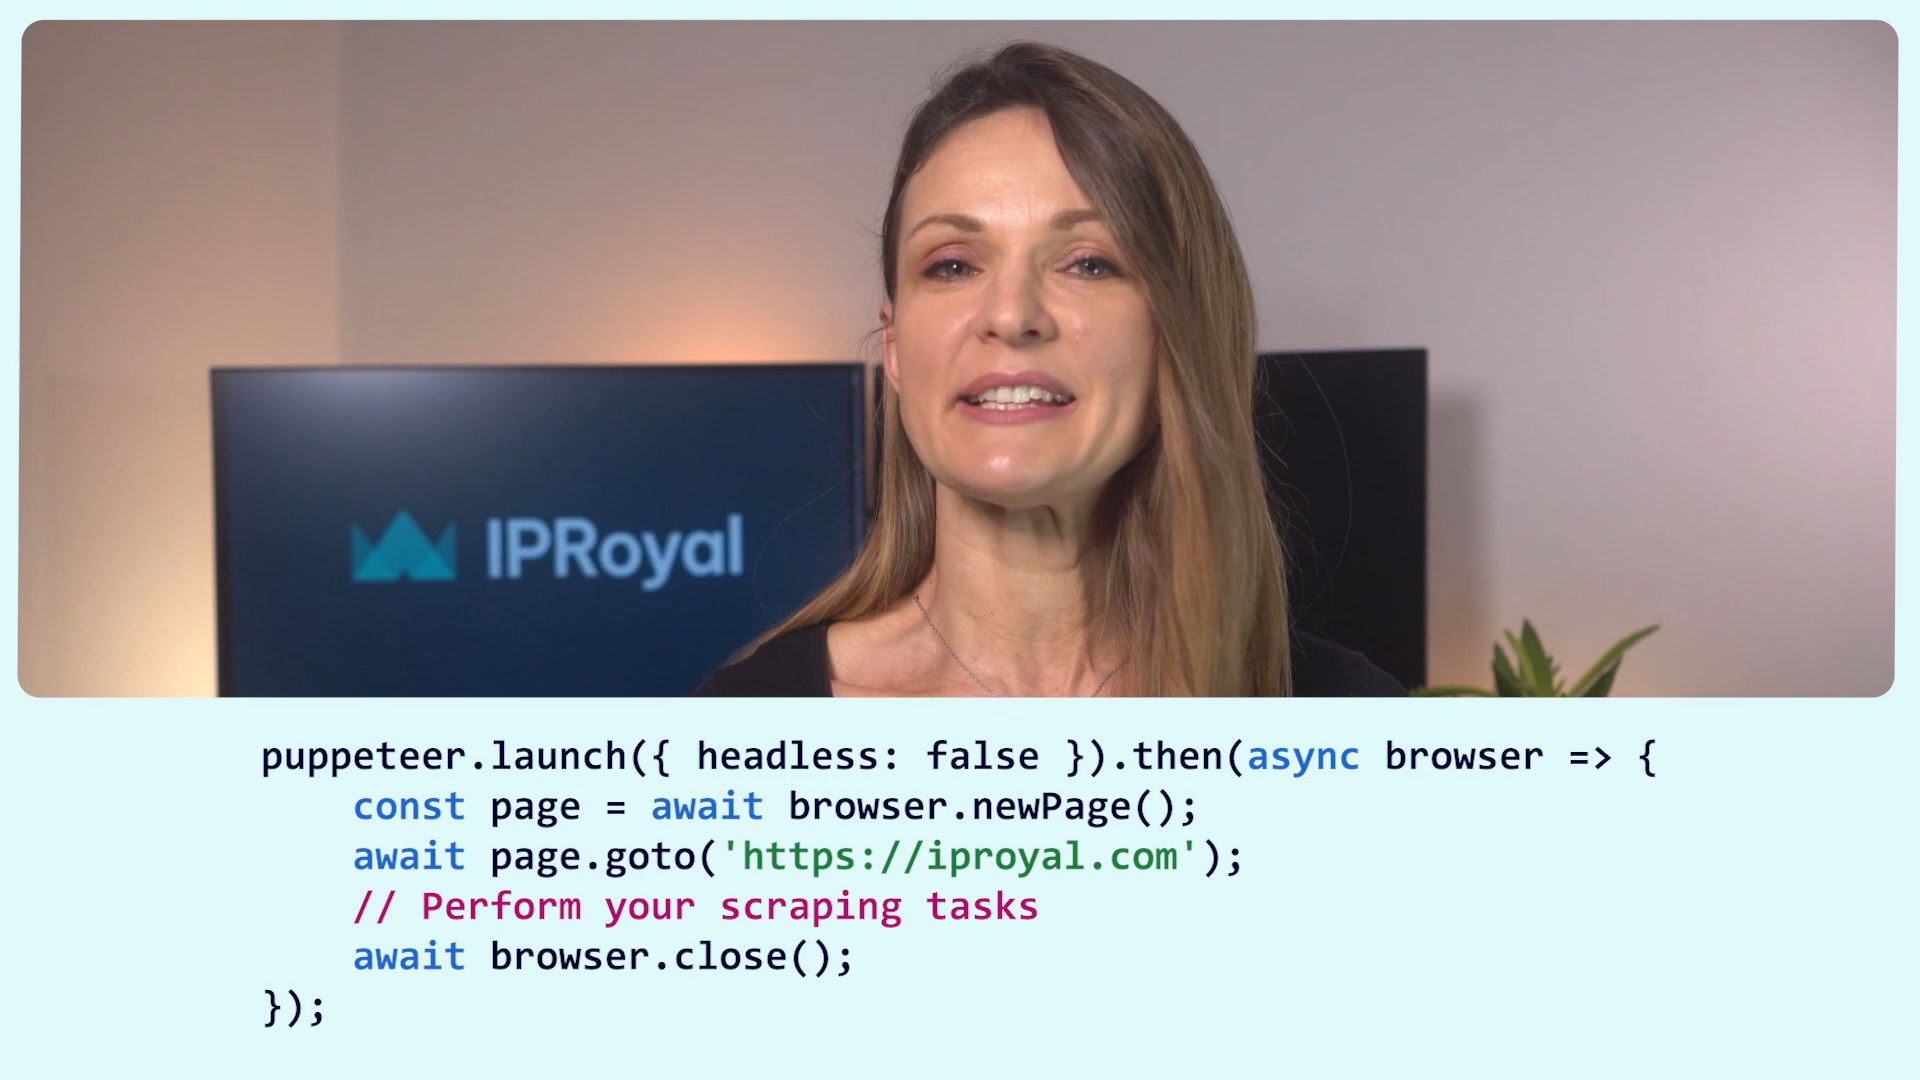 IPRoyal
puppeteer.launch({ headless: false }).then(async browser => {
    const page = await browser.newPage();
    await page.goto('https://iproyal.com');
    // Perform your scraping tasks
    await browser.close();
});